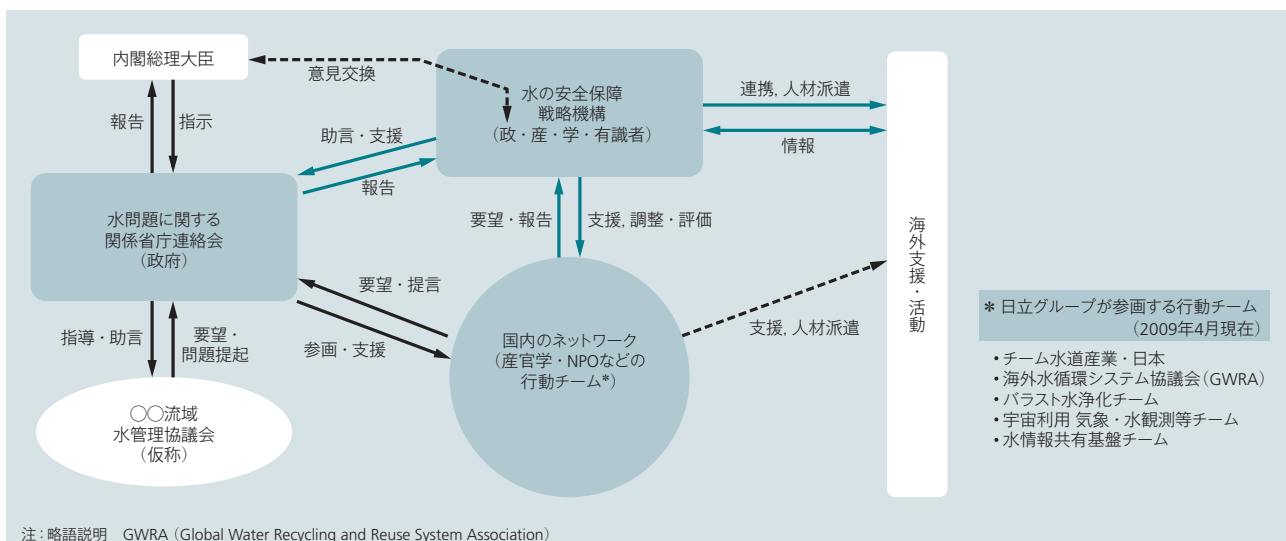 内閣総理大臣
意見交換
水の安全保障
戦略機構
(政・産・学・有識者)
連携, 人材派遣
情報
報告
指示
助言・支援
報告
水問題に関する
関係省庁連絡会
(政府)
要望・報告
支援, 調整・評価
海外支援・活動
要望・提言
参画・支援
国内のネットワーク
(産官学・NPOなどの
行動チーム*)
支援, 人材派遣
指導・助言
要望・
問題提起
○○流域
水管理協議会
(仮称)
* 日立グループが参画する行動チーム
(2009年4月現在)
・チーム水道産業・日本
・海外水循環システム協議会(GWRA)
・バラスト水浄化チーム
・宇宙利用 気象・水観測等チーム
・水情報共有基盤チーム
注：略語説明 GWRA (Global Water Recycling and Reuse System Association)